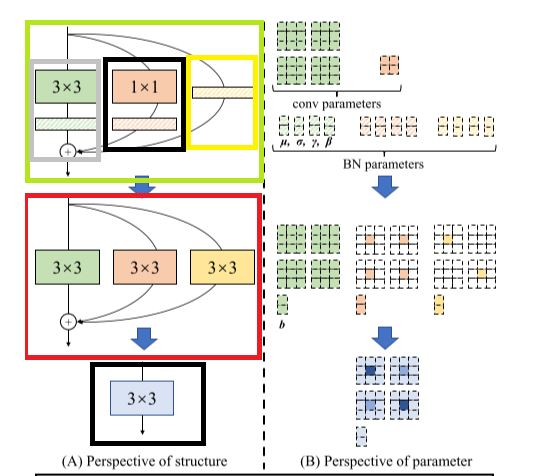 3×3
1×1
conv parameters
μ, σ, γ, β
BN parameters
3×3
3×3
3×3
b
3×3
(A) Perspective of structure
(B) Perspective of parameter